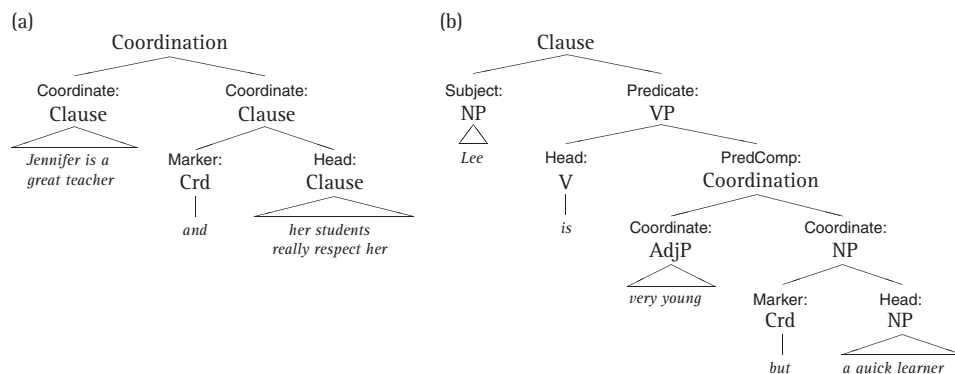 (a)
Coordination
Coordinate: Coordinate:
Clause Clause
Jennifer is a
great teacher
Marker: Head:
Crd Clause
and her students
really respect her
(b)
Clause
Subject: Predicate:
NP VP
Lee
Head: PredComp:
V Coordination
is
Coordinate: Coordinate:
AdjP NP
very young
Marker: Head:
Crd NP
but a quick learner